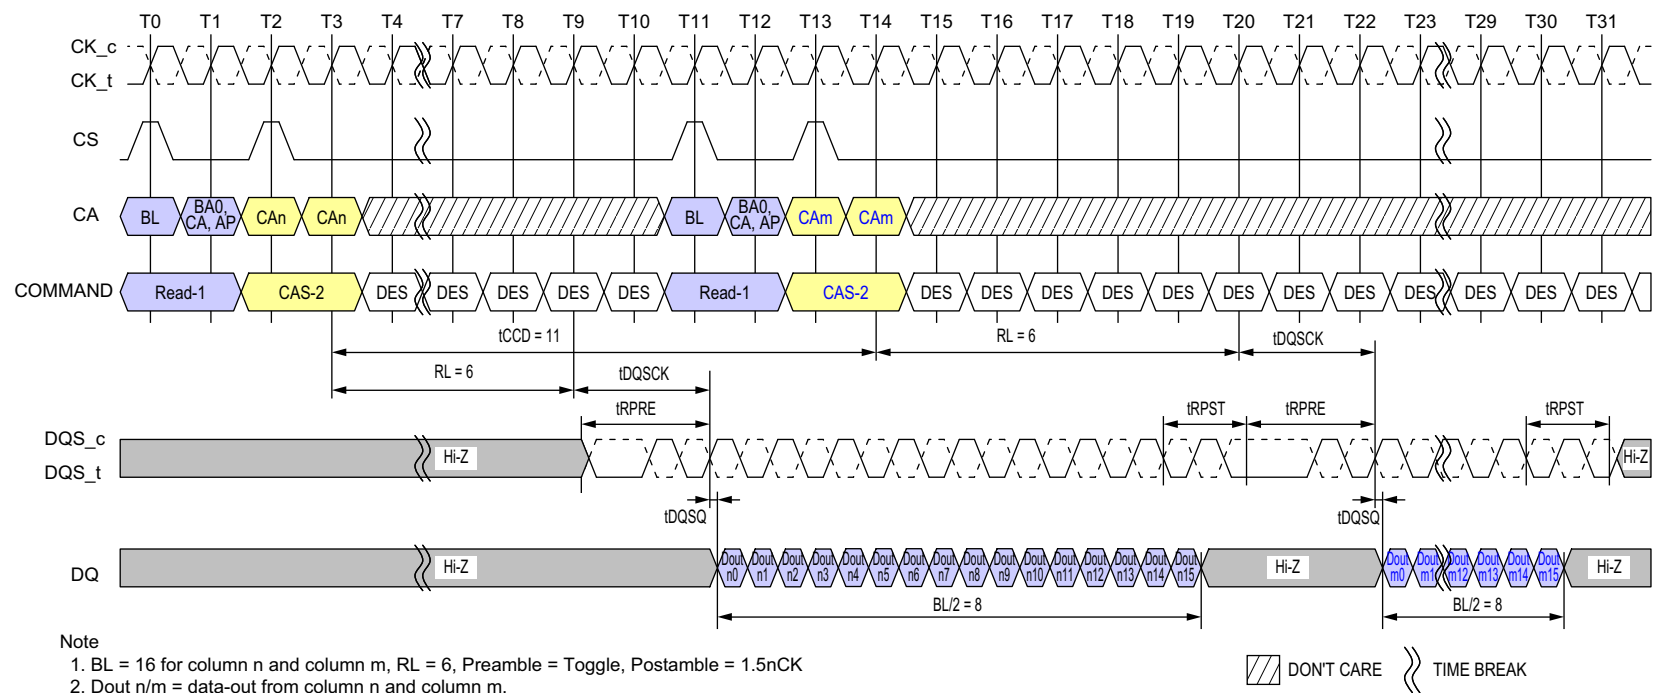 T0 T1 T2 T3 T4 T7 T8 T9 T10 T11 T12 T13 T14 T15 T16 T17 T18 T19 T20 T21 T22 T23 T29 T30 T31
CK_c
CK_t
CS
CA BL BA0, CA, AP CAn CAn BL BA0, CA, AP CAm CAm
COMMAND Read-1 CAS-2 DES DES DES DES DES Read-1 CAS-2 DES DES DES DES DES DES DES DES DES DES DES DES
tCCD = 11 RL = 6 tDQSCK
RL = 6 tDQSCK
tRPRE tRPST tRPRE tRPST
DQS_c
Hi-Z Hi-Z
DQS_t
tDQSQ tDQSQ
DQ Hi-Z Dout n0 Dout n1 Dout n2 Dout n3 Dout n4 Dout n5 Dout n6 Dout n7 Dout n8 Dout n9 Dout n10 Dout n11 Dout n12 Dout n13 Dout n14 Dout n15 Hi-Z Dout m0 Dout m1 Dout m12 Dout m13 Dout m14 Dout m15 Hi-Z
BL/2 = 8 BL/2 = 8
Note
1. BL = 16 for column n and column m, RL = 6, Preamble = Toggle, Postamble = 1.5nCK
2. Dout n/m = data-out from column n and column m.
DON'T CARE TIME BREAK